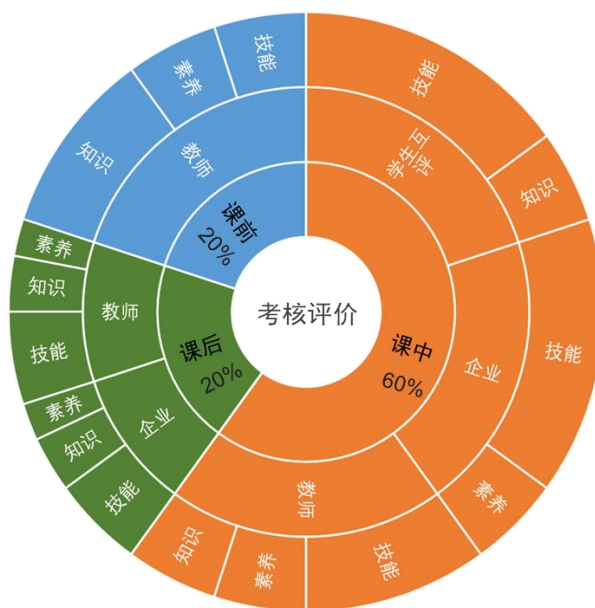 考核评价
课中
60%
学生互
评
技能
知识
企业
技能
素养
教师
技能
素养
知识
课后
20%
企业
技能
知识
素养
教师
技能
知识
素养
课前
20%
教师
知识
素养
技能